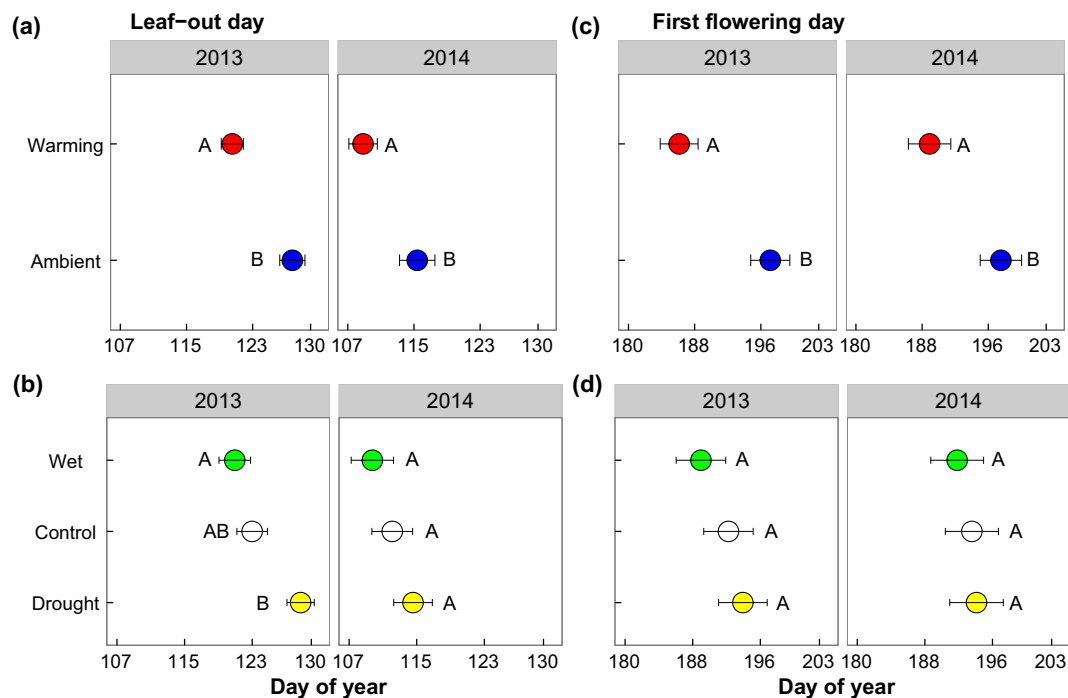 (a) Leaf−out day
2013 2014
Warming A A
Ambient B B
107 115 123 130 107 115 123 130
(c) First flowering day
2013 2014
A A
B B
180 188 196 203 180 188 196 203
(b)
2013 2014
Wet A A
Control AB A
Drought B A
107 115 123 130 107 115 123 130
Day of year
(d)
2013 2014
A A
A A
A A
180 188 196 203 180 188 196 203
Day of year